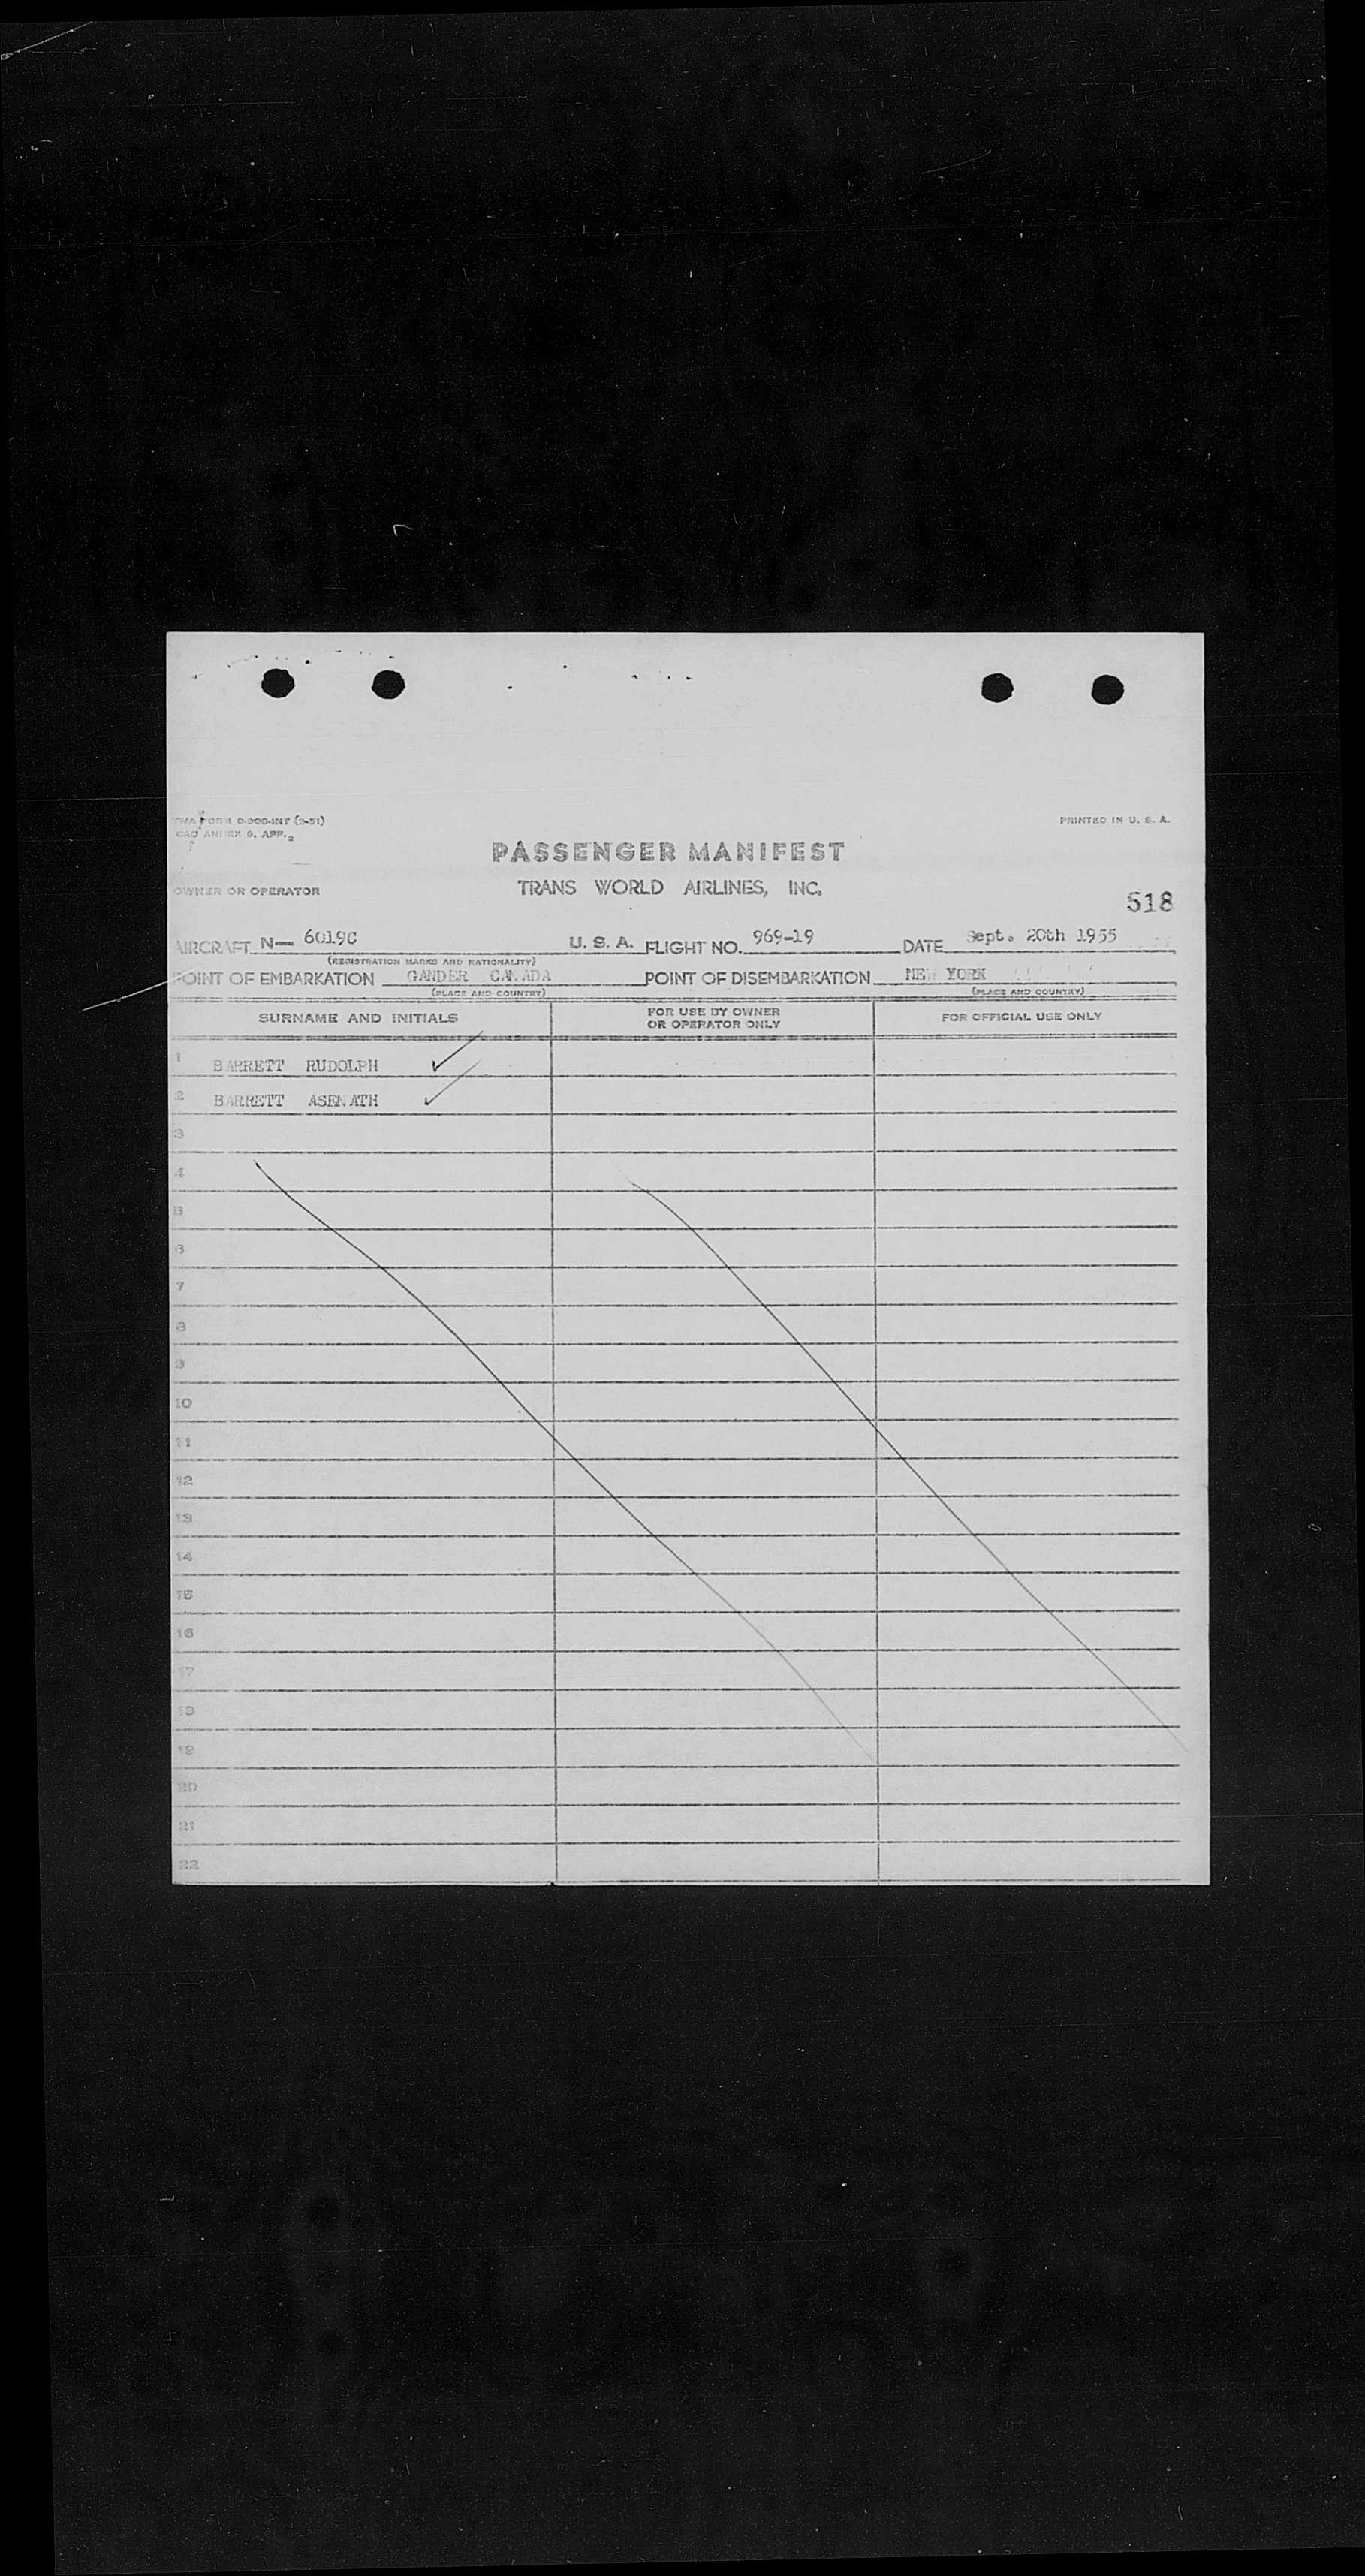 TWA FORM O-300-INT (3-51)
PRINTED IN U. S. A.
ICAO ANNEX 9, APP. 2
PASSENGER MANIFEST
OWNER OR OPERATOR TRANS WORLD AIRLINES, INC.
518
AIRCRAFT N— 6019C U. S. A. FLIGHT NO. 969-19 DATE Sept. 20th 1955
(REGISTRATION MARKS AND NATIONALITY)
POINT OF EMBARKATION GANDER CANADA POINT OF DISEMBARKATION NEW YORK
(PLACE AND COUNTRY) (PLACE AND COUNTRY)
SURNAME AND INITIALS FOR USE BY OWNER OR OPERATOR ONLY FOR OFFICIAL USE ONLY
1 BARRETT RUDOLPH ✓
2 BARRETT ASENATH ✓
3
4
5
6
7
8
9
10
11
12
13
14
15
16
17
18
19
20
21
22